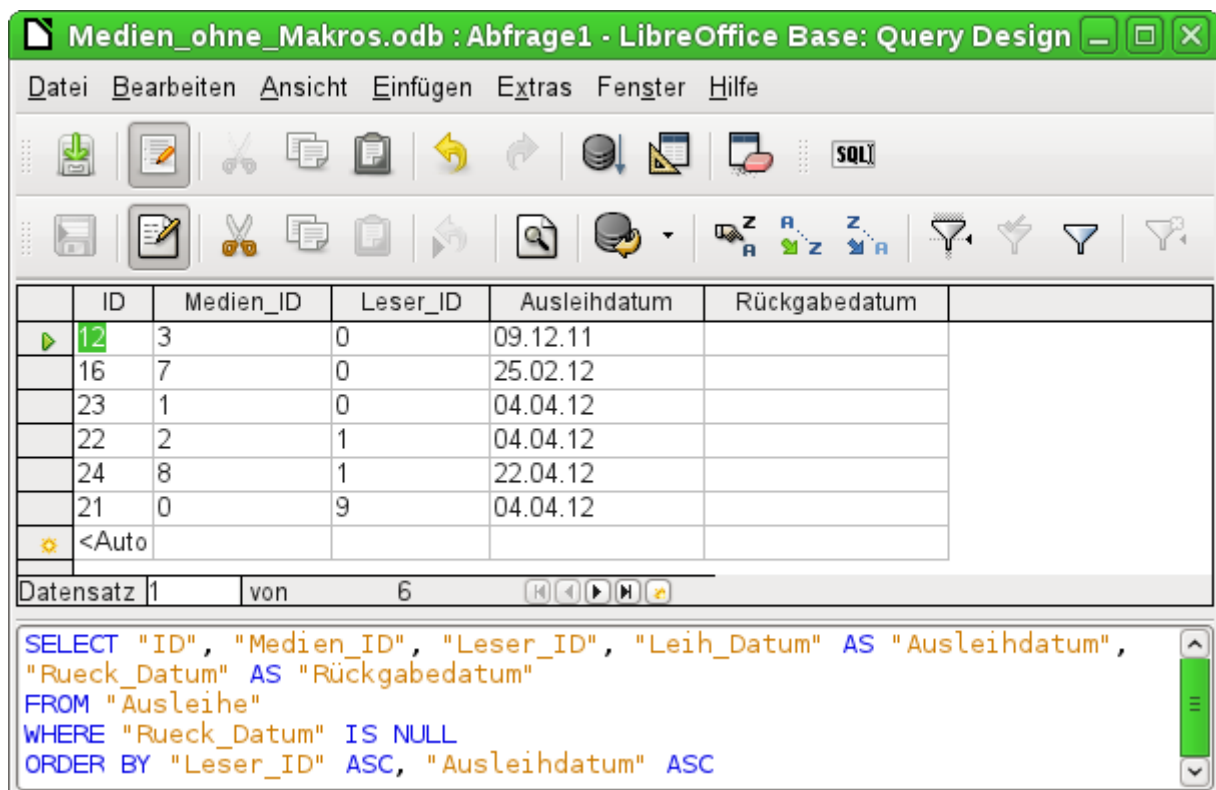 Medien_ohne_Makros.odb : Abfrage1 - LibreOffice Base: Query Design
Datei Bearbeiten Ansicht Einfügen Extras Fenster Hilfe
SQL
Z A A Z Z A
ID Medien_ID Leser_ID Ausleihdatum Rückgabedatum
12 3 0 09.12.11
16 7 0 25.02.12
23 1 0 04.04.12
22 2 1 04.04.12
24 8 1 22.04.12
21 0 9 04.04.12
<Auto
Datensatz 1 von 6
SELECT "ID", "Medien_ID", "Leser_ID", "Leih_Datum" AS "Ausleihdatum",
"Rueck_Datum" AS "Rückgabedatum"
FROM "Ausleihe"
WHERE "Rueck_Datum" IS NULL
ORDER BY "Leser_ID" ASC, "Ausleihdatum" ASC